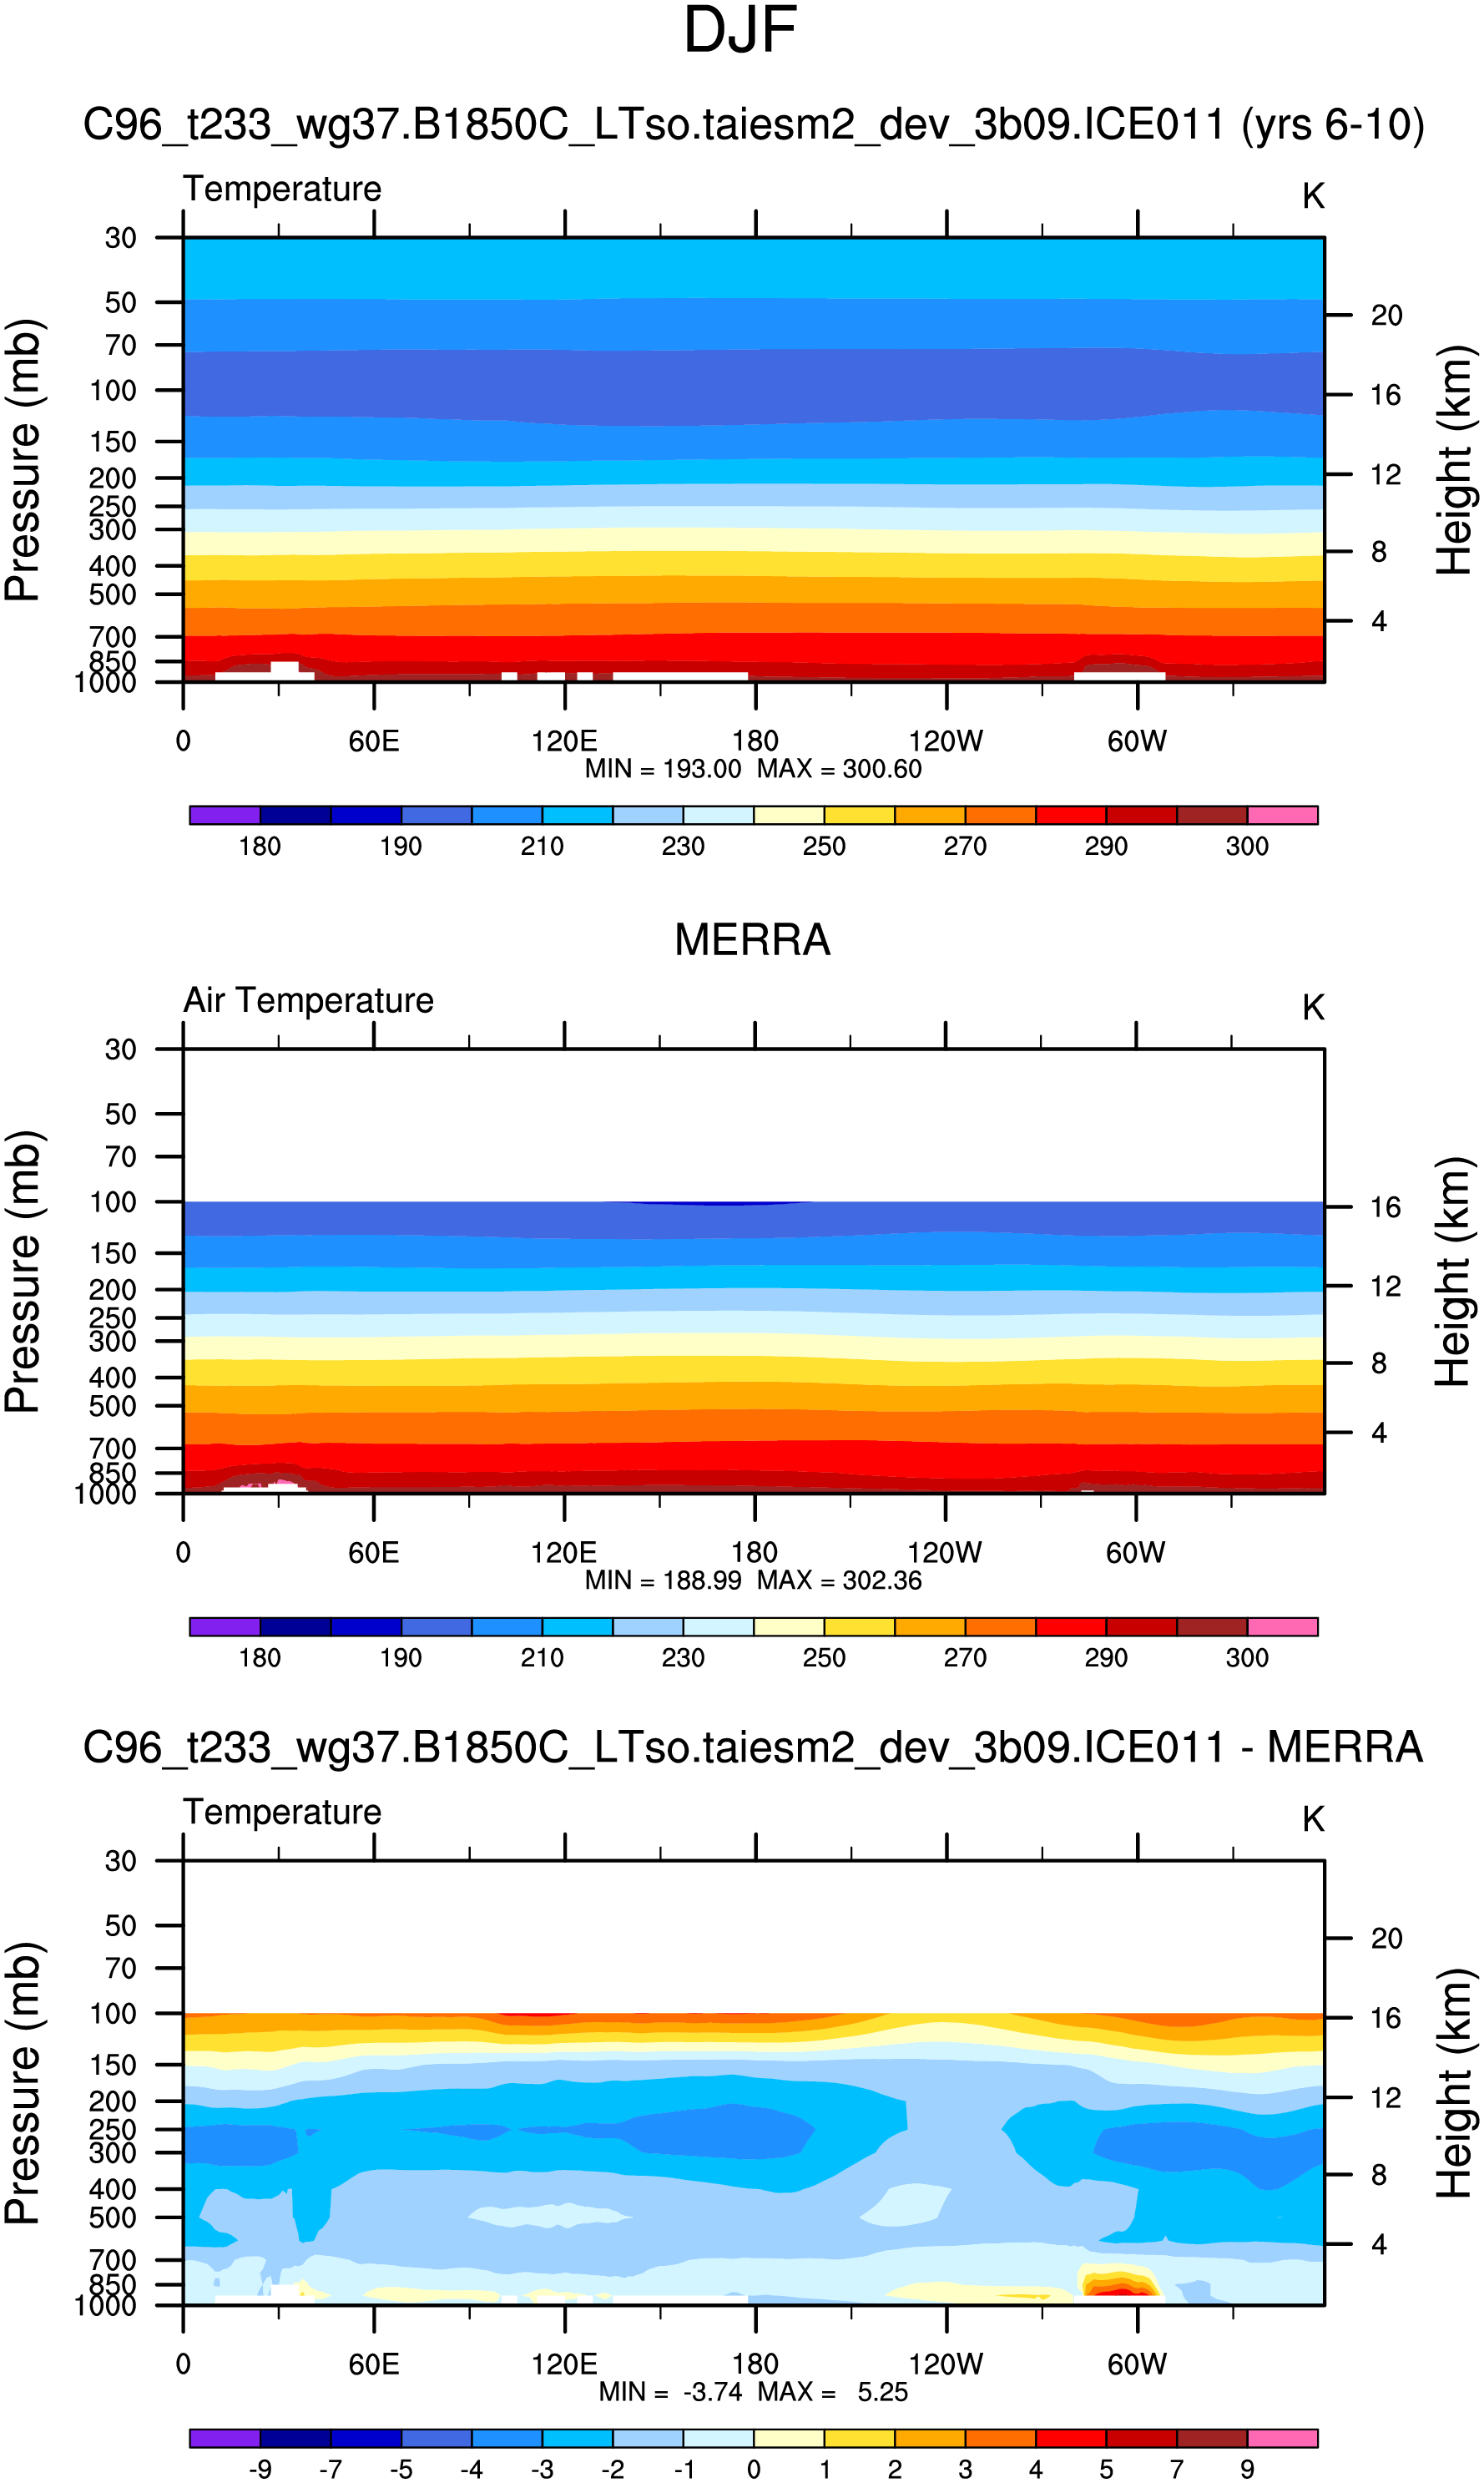 DJF
C96_t233_wg37.B1850C_LTso.taiesm2_dev_3b09.ICE011 (yrs 6-10)
Temperature K
30
50
70
100
150
200
250
300
400
500
700
850
1000
Pressure (mb)
20
16
12
8
4
Height (km)
0 60E 120E 180 120W 60W
MIN = 193.00 MAX = 300.60
180 190 210 230 250 270 290 300
MERRA
Air Temperature K
30
50
70
100
150
200
250
300
400
500
700
850
1000
Pressure (mb)
16
12
8
4
Height (km)
0 60E 120E 180 120W 60W
MIN = 188.99 MAX = 302.36
180 190 210 230 250 270 290 300
C96_t233_wg37.B1850C_LTso.taiesm2_dev_3b09.ICE011 - MERRA
Temperature K
30
50
70
100
150
200
250
300
400
500
700
850
1000
Pressure (mb)
20
16
12
8
4
Height (km)
0 60E 120E 180 120W 60W
MIN = -3.74 MAX = 5.25
-9 -7 -5 -4 -3 -2 -1 0 1 2 3 4 5 7 9